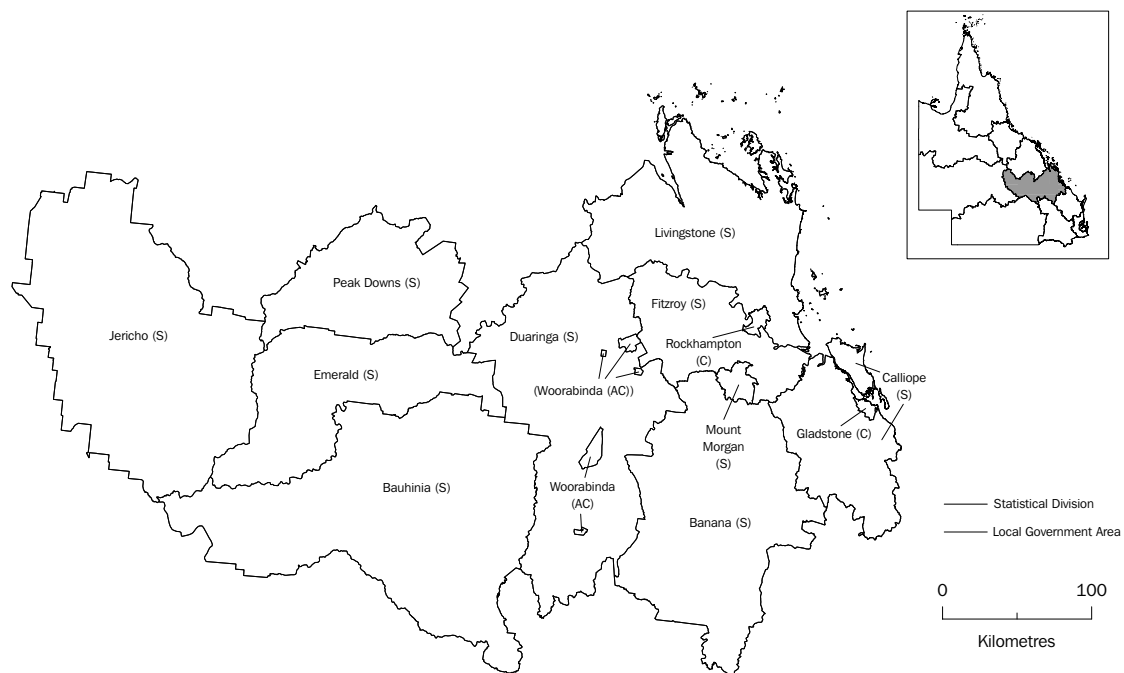 Livingstone (S)
Peak Downs (S)
Fitzroy (S)
Jericho (S)
Duaringa (S)
Rockhampton
(C)
Emerald (S)
(Woorabinda (AC))
Calliope
(S)
Mount
Morgan
(S)
Gladstone (C)
Bauhinia (S)
Woorabinda
(AC)
Banana (S)
Statistical Division
Local Government Area
0 100
Kilometres